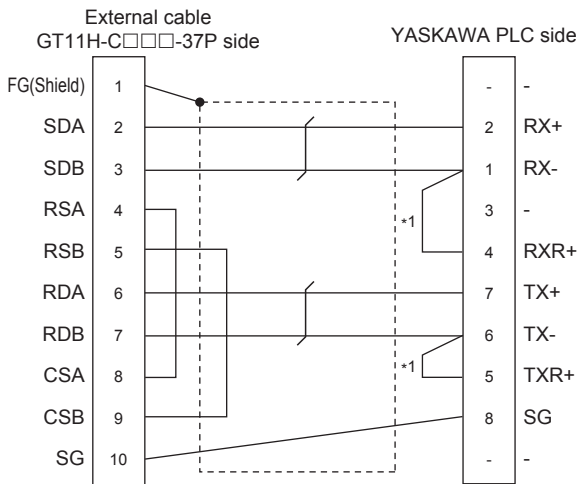 External cable
GT11H-C□□□-37P side
YASKAWA PLC side
FG(Shield) 1 - -
SDA 2 2 RX+
SDB 3 1 RX-
RSA 4 *1 3 -
RSB 5 4 RXR+
RDA 6 7 TX+
RDB 7 6 TX-
CSA 8 *1 5 TXR+
CSB 9 8 SG
SG 10 - -